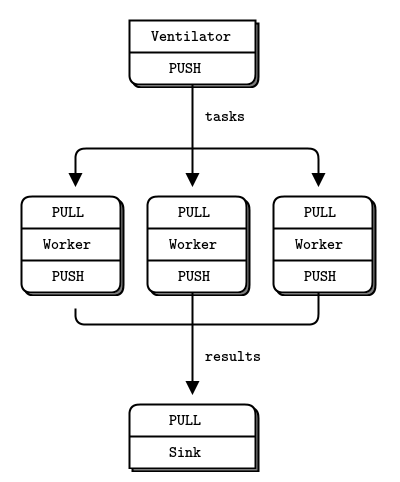 Ventilator
PUSH
tasks
PULL PULL PULL
Worker Worker Worker
PUSH PUSH PUSH
results
PULL
Sink